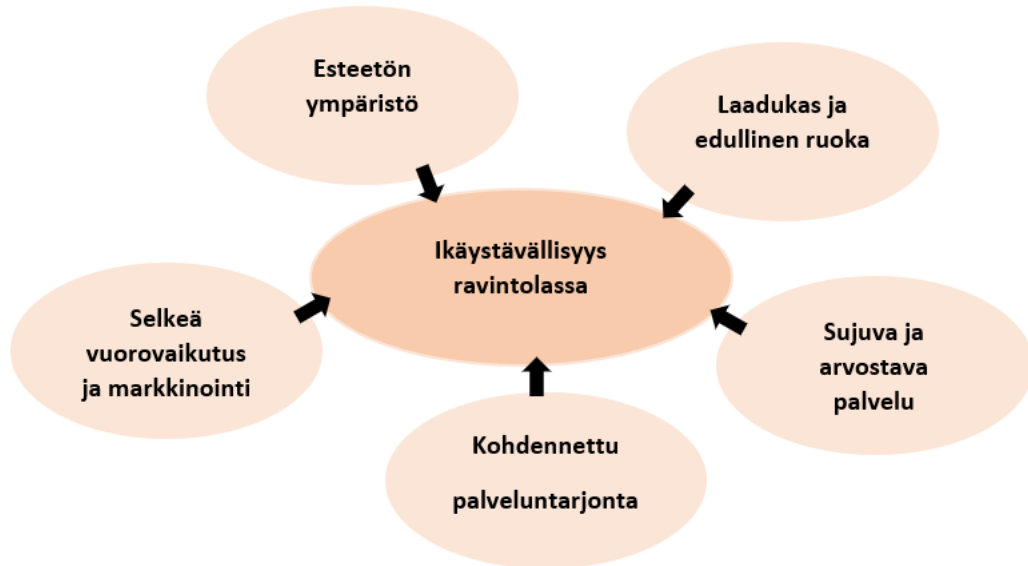 Esteetön
ympäristö
Laadukas ja
edullinen ruoka
Ikäystävällisyys
ravintolassa
Selkeä
vuorovaikutus
ja markkinointi
Sujuva ja
arvostava
palvelu
Kohdennettu
palveluntarjonta